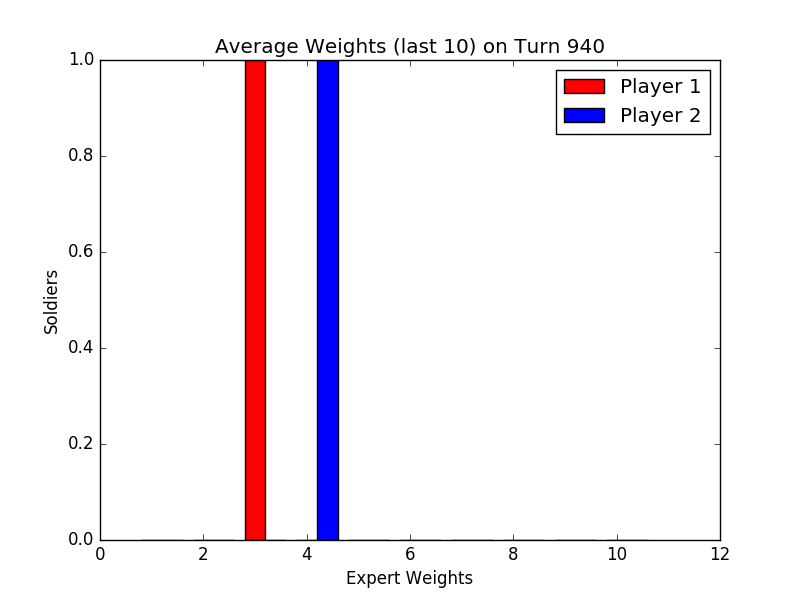 Average Weights (last 10) on Turn 940
Player 1
Player 2
Soldiers
1.0
0.8
0.6
0.4
0.2
0.0
0 2 4 6 8 10 12
Expert Weights